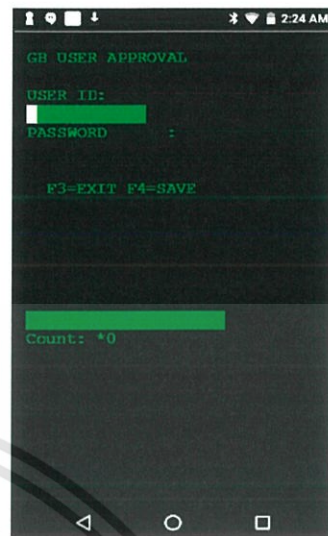 2:24 AM
GB USER APPROVAL
USER ID:
PASSWORD :
F3=EXIT F4=SAVE
Count: *0